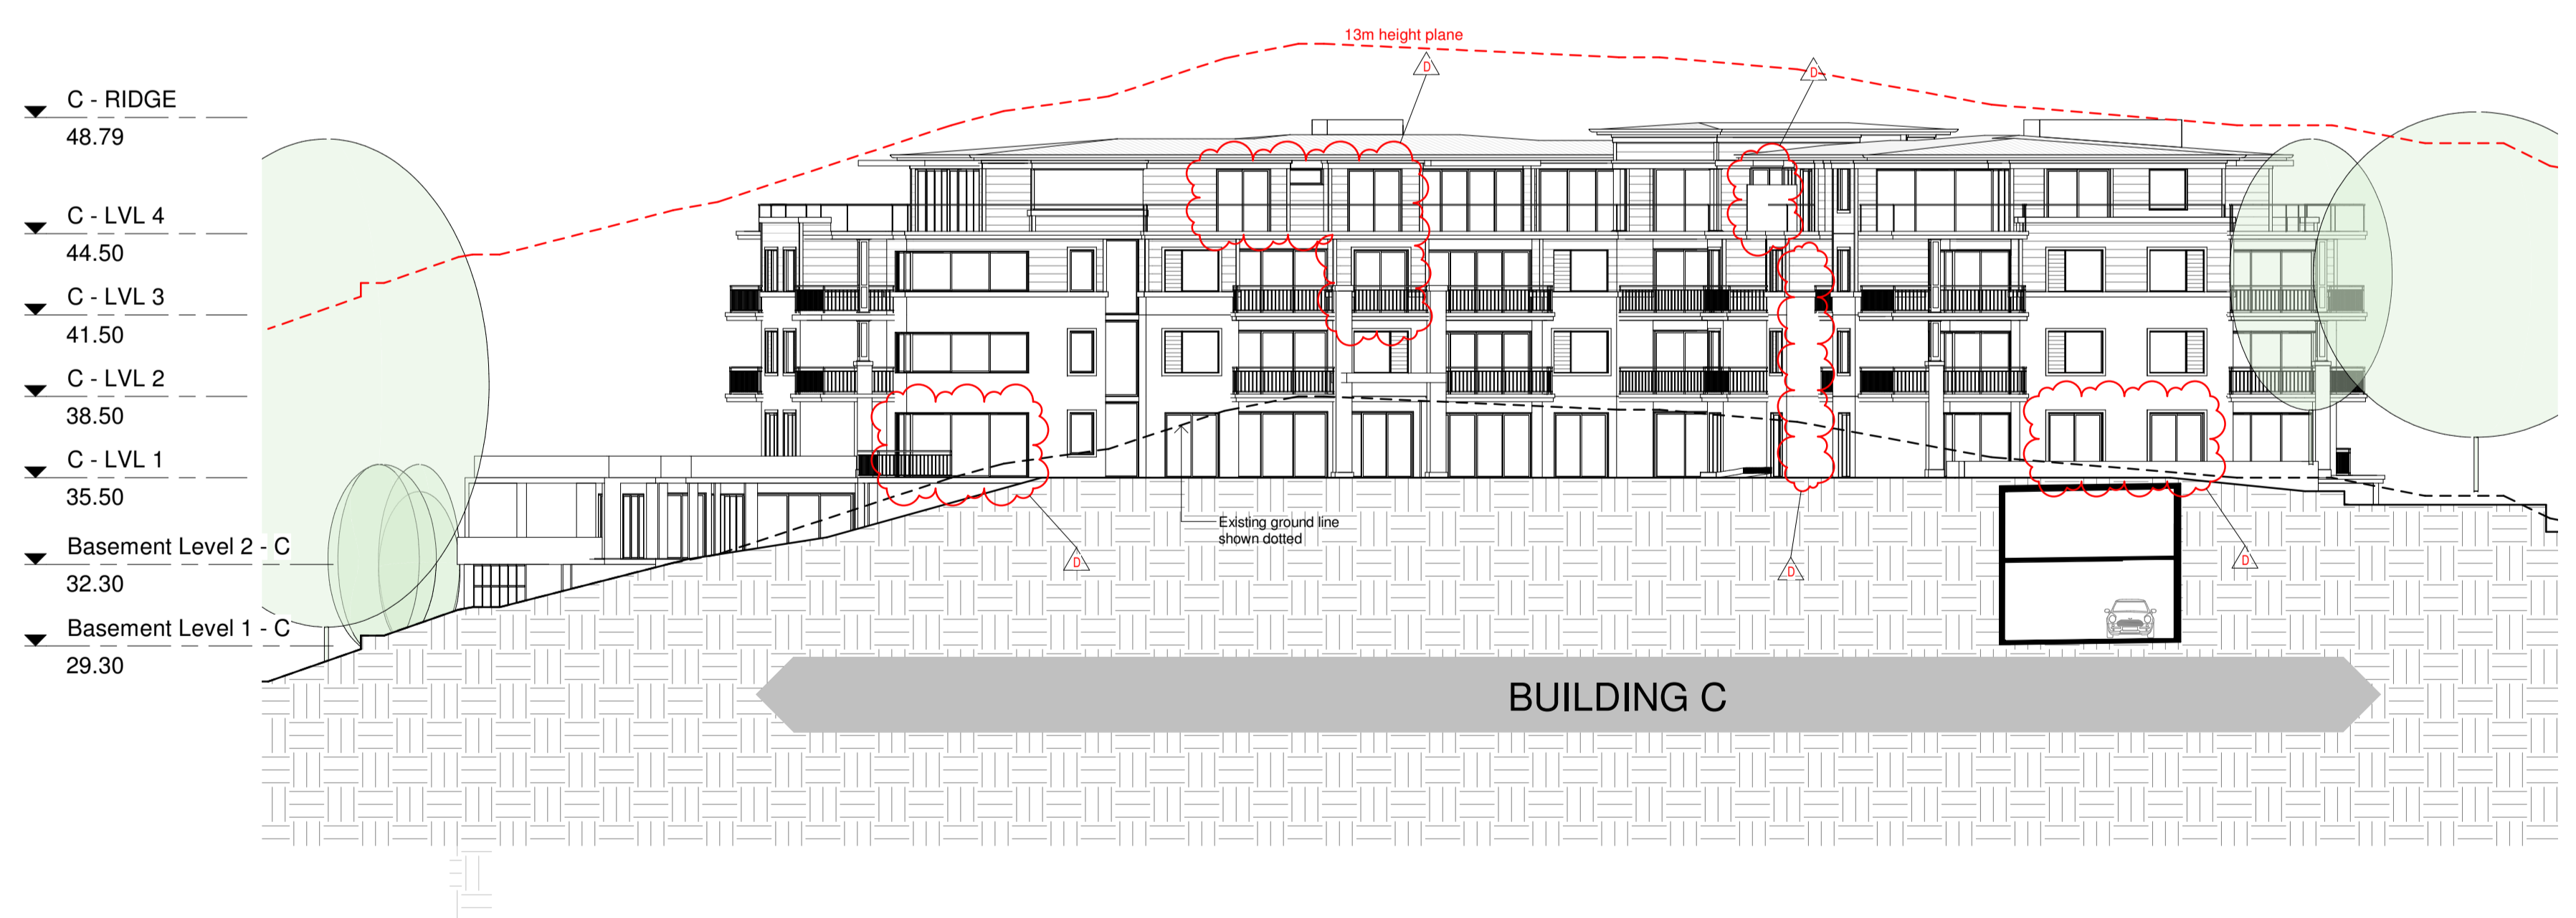 13m height plane
D
D
C - RIDGE
48.79
C - LVL 4
44.50
C - LVL 3
41.50
C - LVL 2
38.50
C - LVL 1
35.50
Existing ground line
shown dotted
Basement Level 2 - C
32.30
D
D
D
Basement Level 1 - C
29.30
BUILDING C